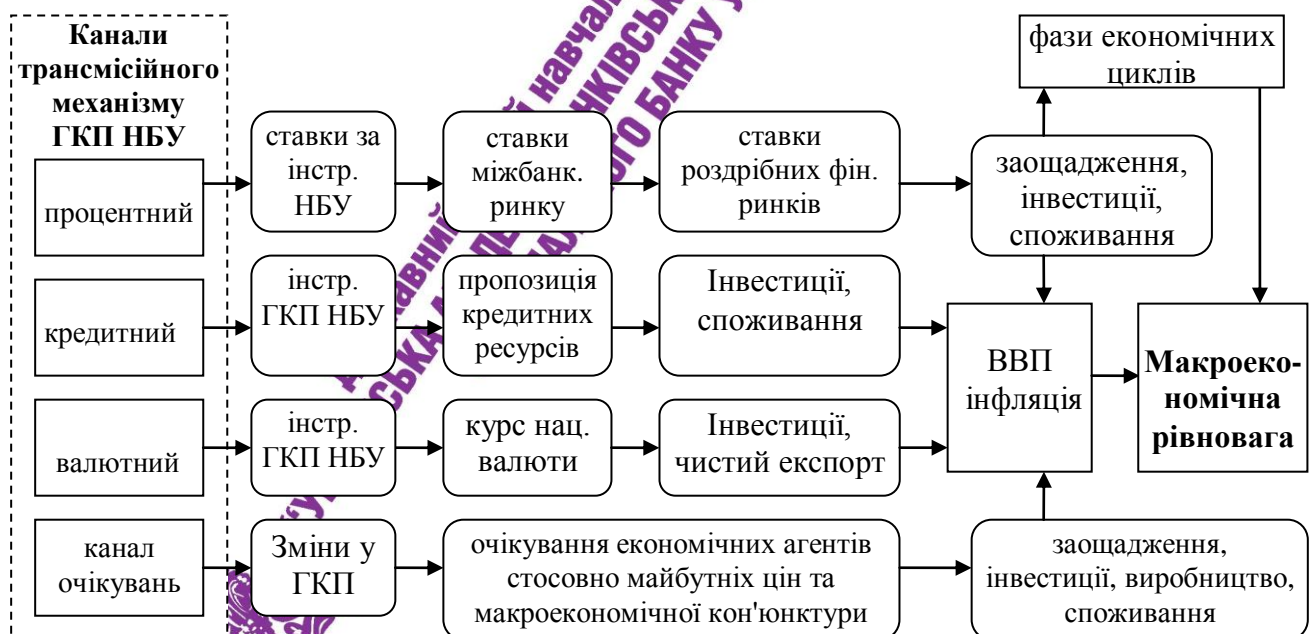 Канали
трансмісійного
механізму
ГКП НБУ
процентний
кредитний
валютний
канал
очікувань
ставки за
інстр.
НБУ
ставки
міжбанк.
ринку
ставки
роздрібних фін.
ринків
заощадження,
інвестиції,
споживання
фази економічних
циклів
інстр.
ГКП НБУ
пропозиція
кредитних
ресурсів
Інвестиції,
споживання
інстр.
ГКП НБУ
курс нац.
валюти
Інвестиції,
чистий експорт
ВВП
інфляція
Макроеко-
номічна
рівновага
Зміни у
ГКП
очікування економічних агентів
стосовно майбутніх цін та
макроекономічної кон'юнктури
заощадження,
інвестиції, виробництво,
споживання